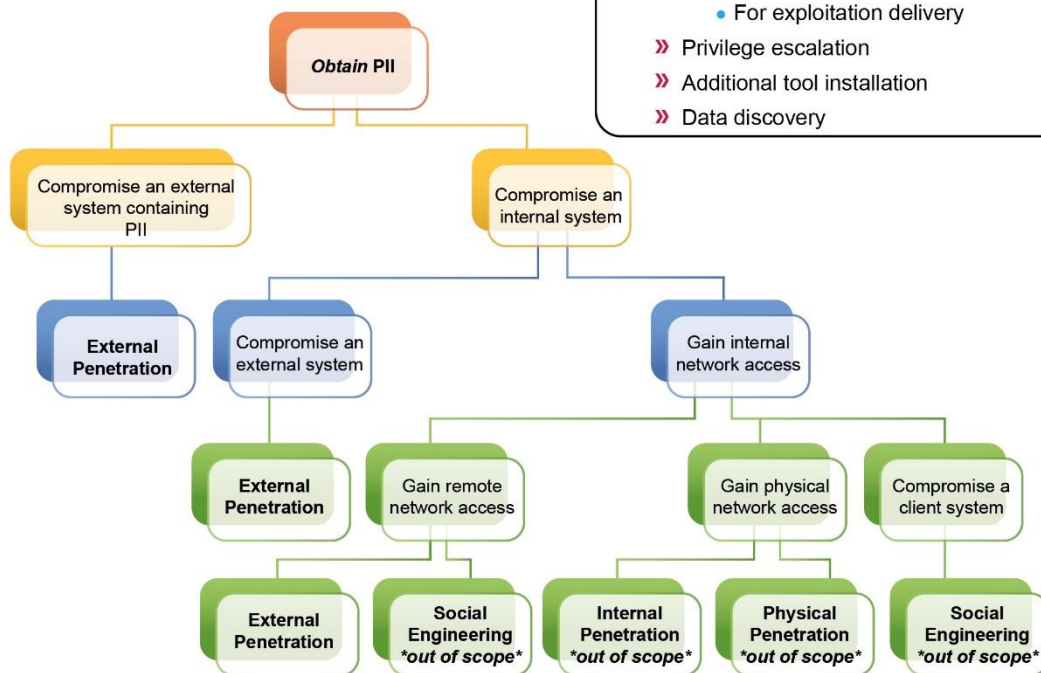 • For exploitation delivery
» Privilege escalation
» Additional tool installation
» Data discovery
Obtain PII
Compromise an external
system containing
PII
Compromise an
internal system
External
Penetration
Compromise an
external system
Gain internal
network access
External
Penetration
Gain remote
network access
Gain physical
network access
Compromise a
client system
External
Penetration
Social
Engineering
*out of scope*
Internal
Penetration
*out of scope*
Physical
Penetration
*out of scope*
Social
Engineering
*out of scope*